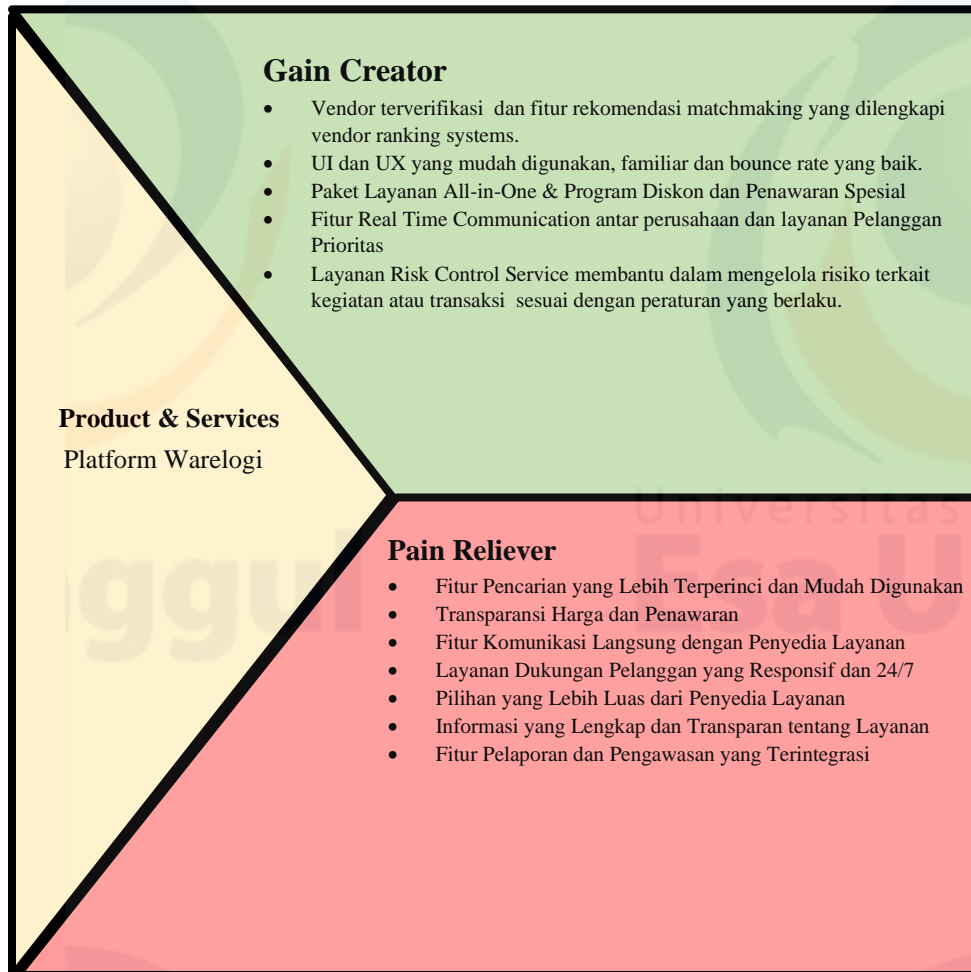 Gain Creator
• Vendor terverifikasi dan fitur rekomendasi matchmaking yang dilengkapi
vendor ranking systems.
• UI dan UX yang mudah digunakan, familiar dan bounce rate yang baik.
• Paket Layanan All-in-One & Program Diskon dan Penawaran Spesial
• Fitur Real Time Communication antar perusahaan dan layanan Pelanggan
Prioritas
• Layanan Risk Control Service membantu dalam mengelola risiko terkait
kegiatan atau transaksi sesuai dengan peraturan yang berlaku.
Product & Services
Platform Warelogi
Universitas
ggul
Esa U
Pain Reliever
• Fitur Pencarian yang Lebih Terperinci dan Mudah Digunakan
• Transparansi Harga dan Penawaran
• Fitur Komunikasi Langsung dengan Penyedia Layanan
• Layanan Dukungan Pelanggan yang Responsif dan 24/7
• Pilihan yang Lebih Luas dari Penyedia Layanan
• Informasi yang Lengkap dan Transparan tentang Layanan
• Fitur Pelaporan dan Pengawasan yang Terintegrasi